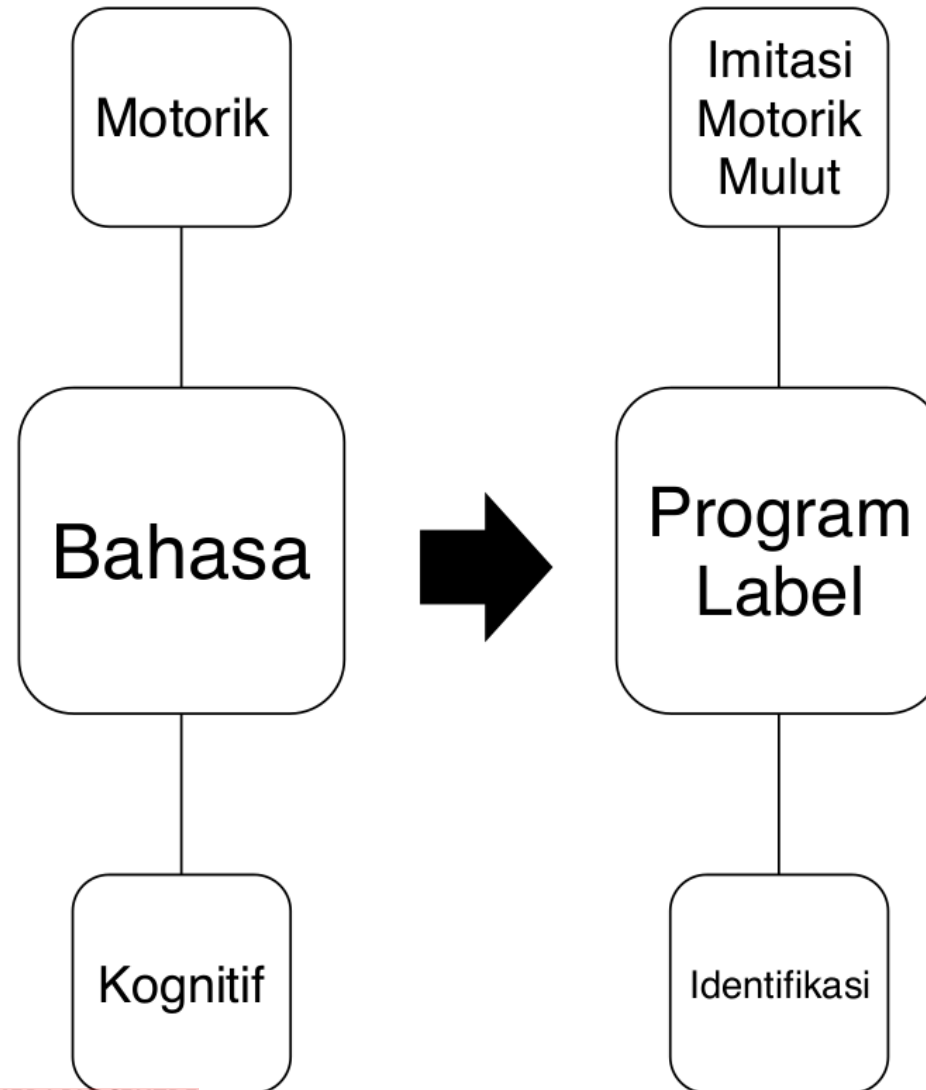 Motorik
Imitasi
Motorik
Mulut
Bahasa
Program
Label
Kognitif
Identifikasi